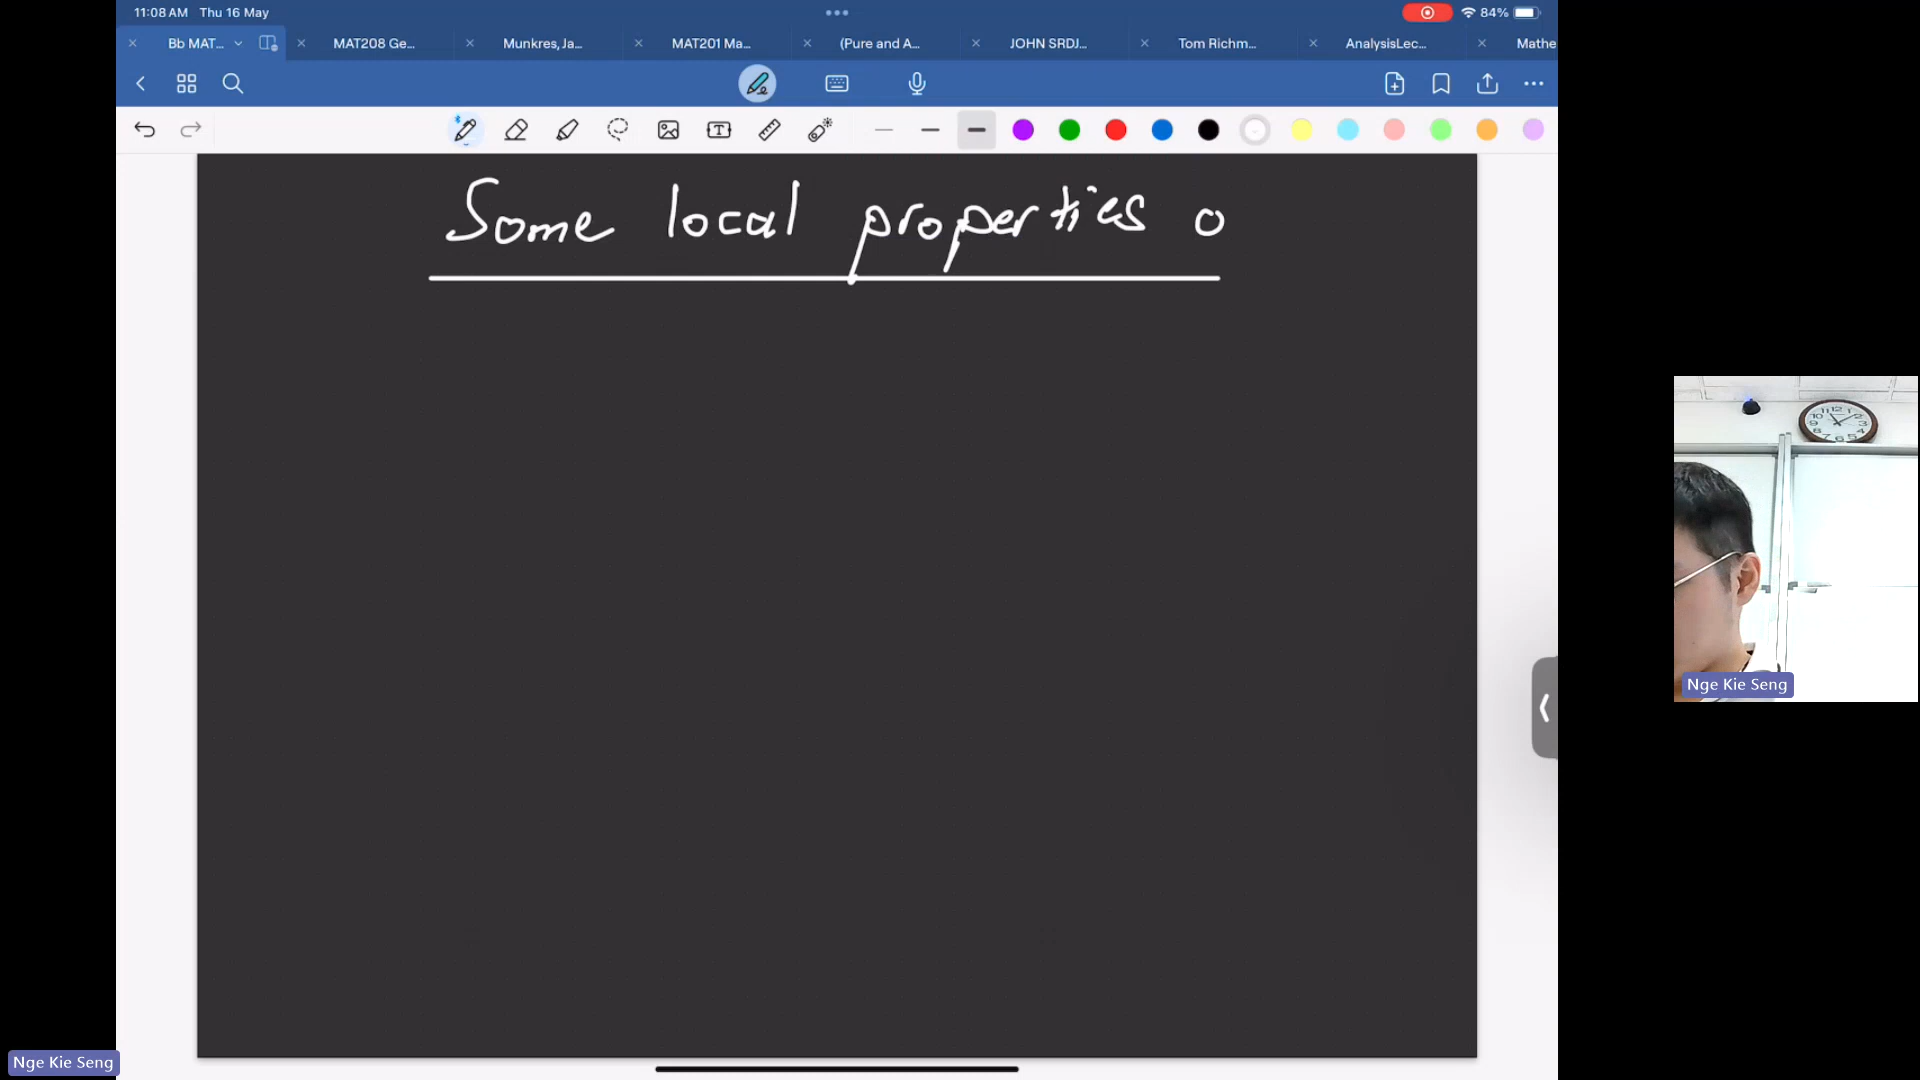 11:08 AM Thu 16 May
84%
Bb MAT...
MAT208 Ge...
Munkres, Ja...
MAT201 Ma...
(Pure and A...
JOHN SRDJ...
Tom Richm...
AnalysisLec...
Mathe
Some local properties o
Nge Kie Seng
Nge Kie Seng